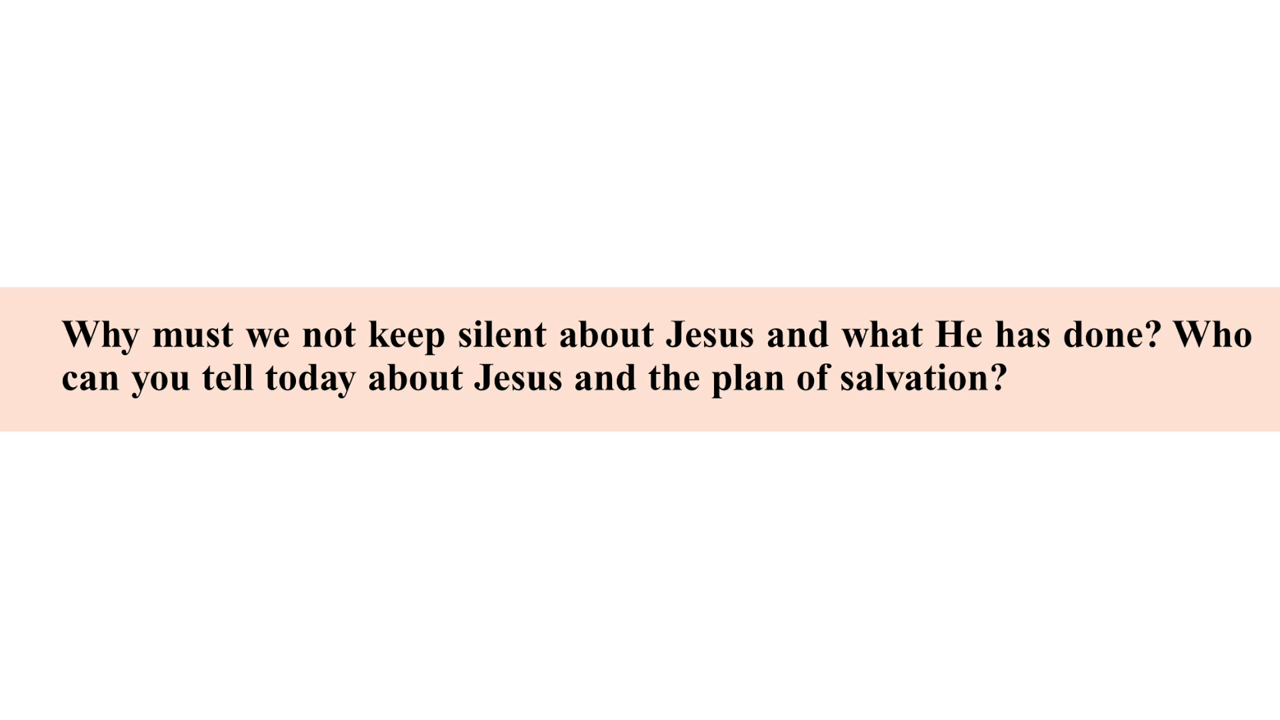 Why must we not keep silent about Jesus and what He has done? Who
can you tell today about Jesus and the plan of salvation?